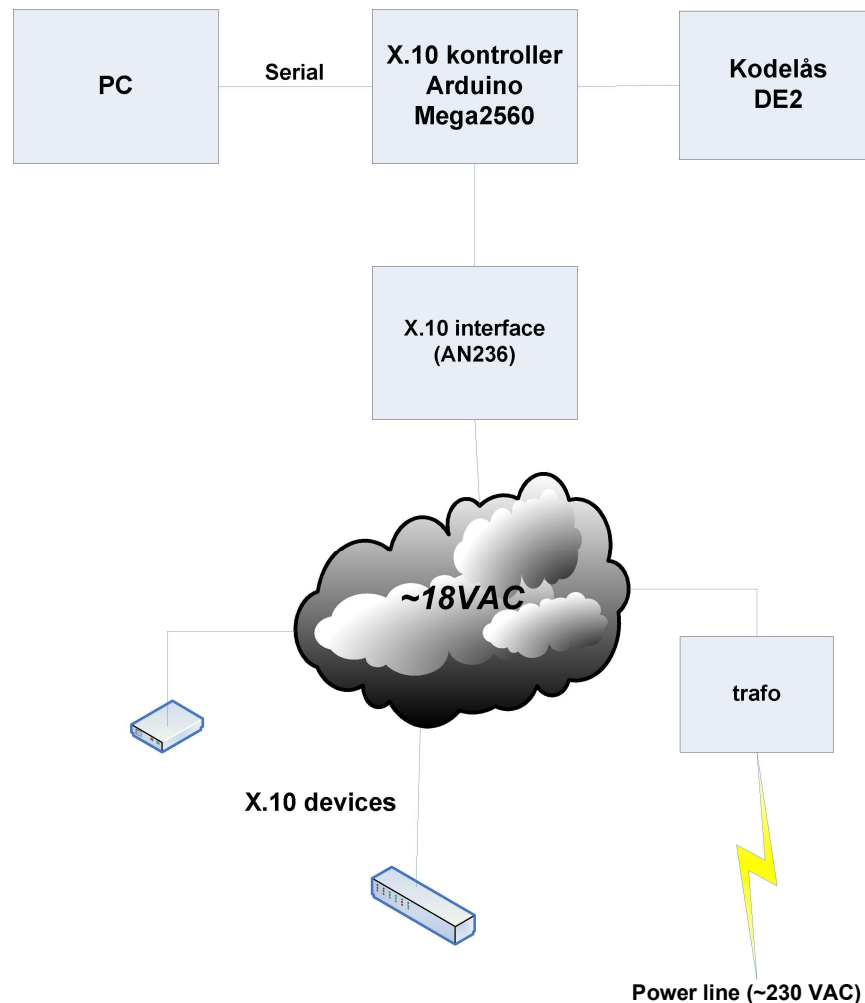 PC
Serial
X.10 kontroller
Arduino
Mega2560
Kodelås
DE2
X.10 interface
(AN236)
~18VAC
trafo
X.10 devices
Power line (~230 VAC)